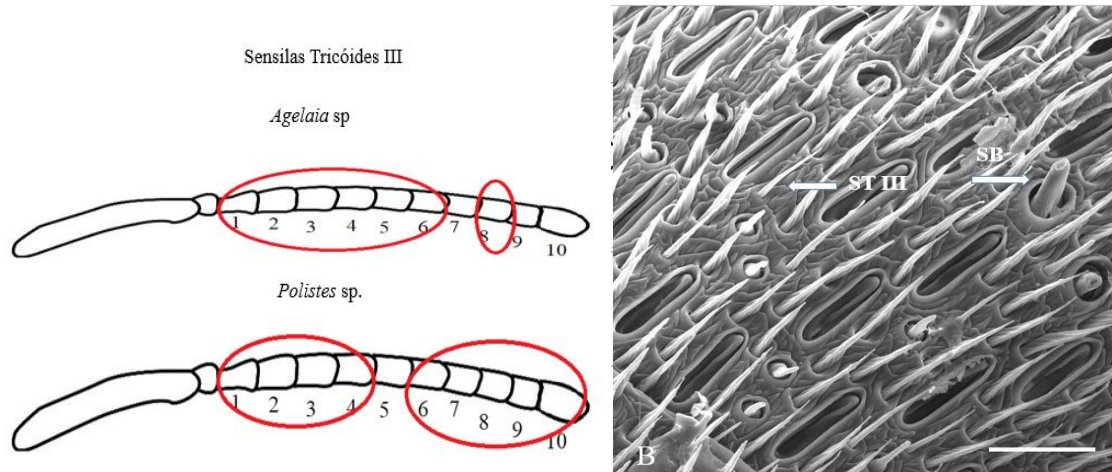 Sensilas Tricóides III
Agelaia sp
1 2 3 4 5 6 7 8 9 10
Polistes sp.
1 2 3 4 5 6 7 8 9 10
SB
ST III
B